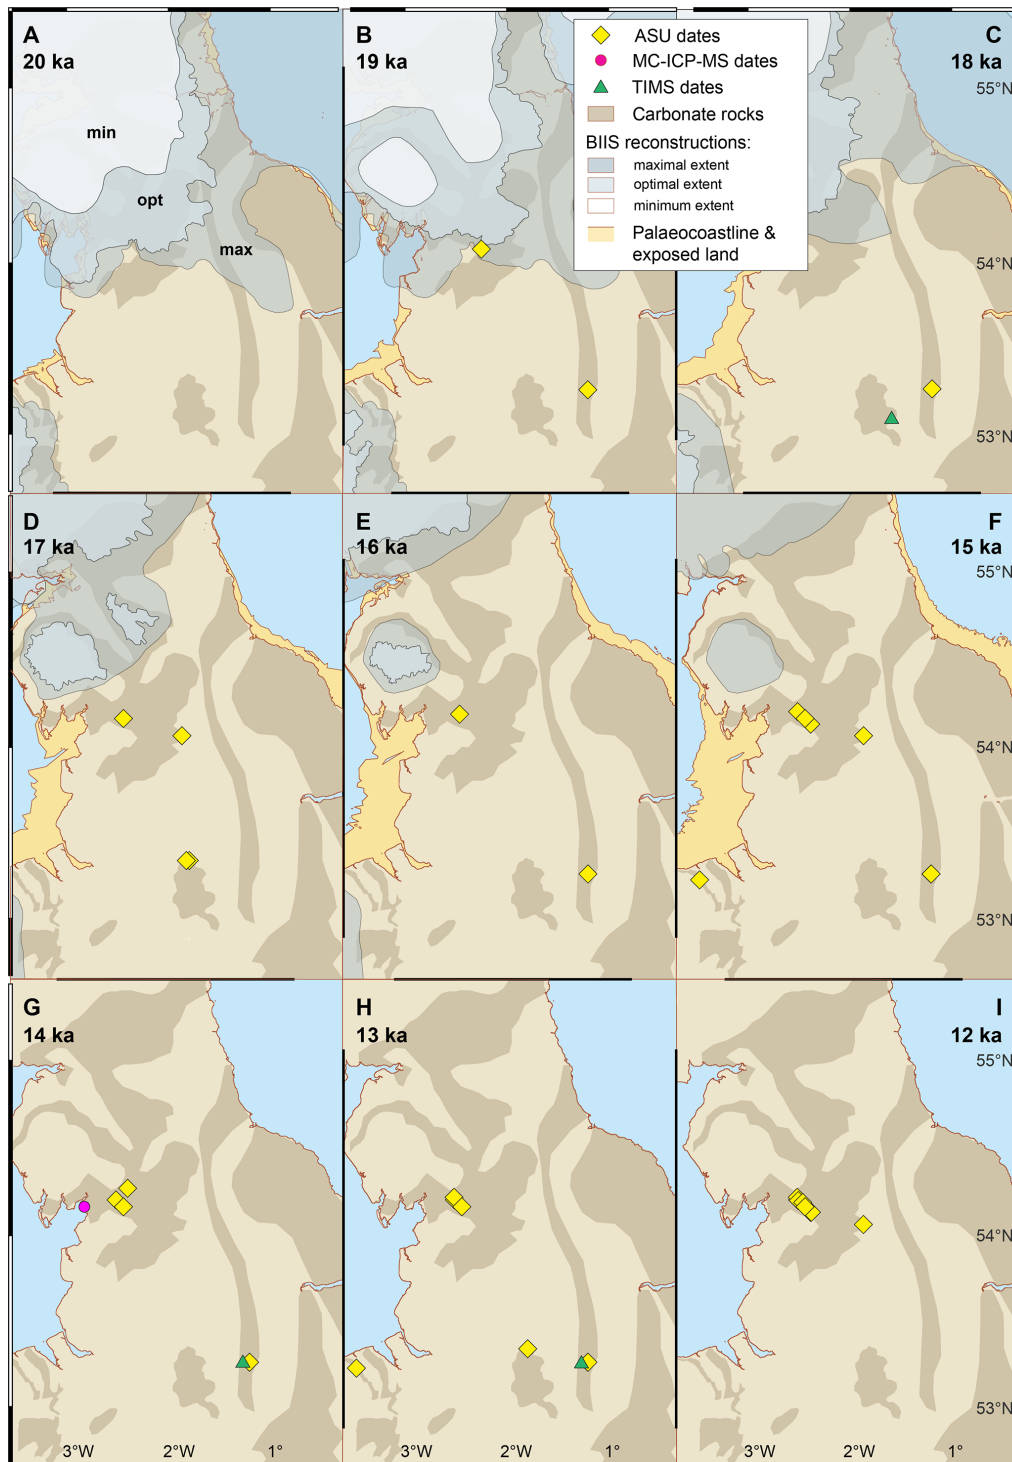 A
20 ka
min
opt
max
B
19 ka
ASU dates
MC-ICP-MS dates
TIMS dates
Carbonate rocks
BIIS reconstructions:
maximal extent
optimal extent
minimum extent
Palaeocoastline &
exposed land
C
18 ka
55°N
54°N
53°N
D
17 ka
E
16 ka
F
15 ka
55°N
54°N
53°N
G
14 ka
H
13 ka
I
12 ka
55°N
54°N
53°N
3°W
2°W
1°
3°W
2°W
1°
3°W
2°W